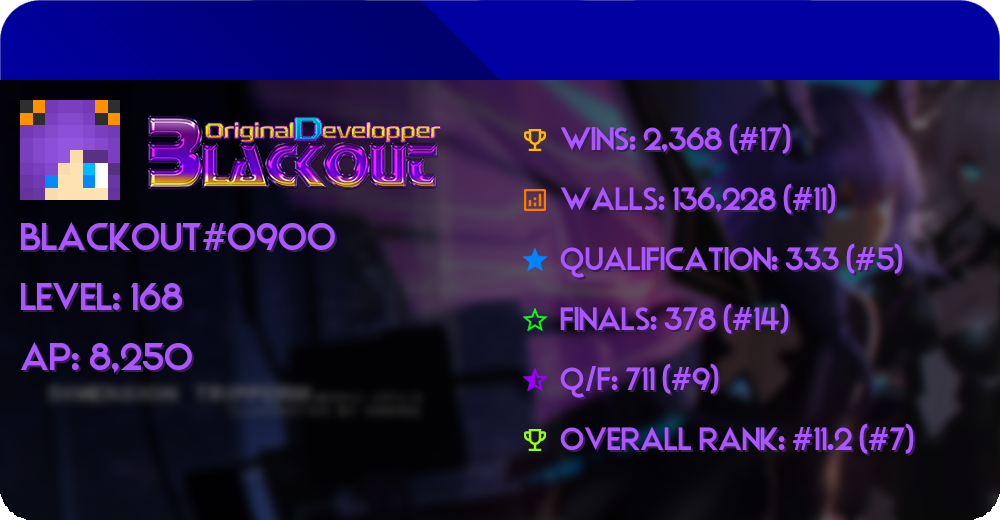 OriginalDevelopper
BLACKOUT
BLACKOUT#0900
LEVEL: 168
AP: 8,250
WINS: 2,368 (#17)
WALLS: 136,228 (#11)
QUALIFICATION: 333 (#5)
FINALS: 378 (#14)
Q/F: 711 (#9)
OVERALL RANK: #11.2 (#7)